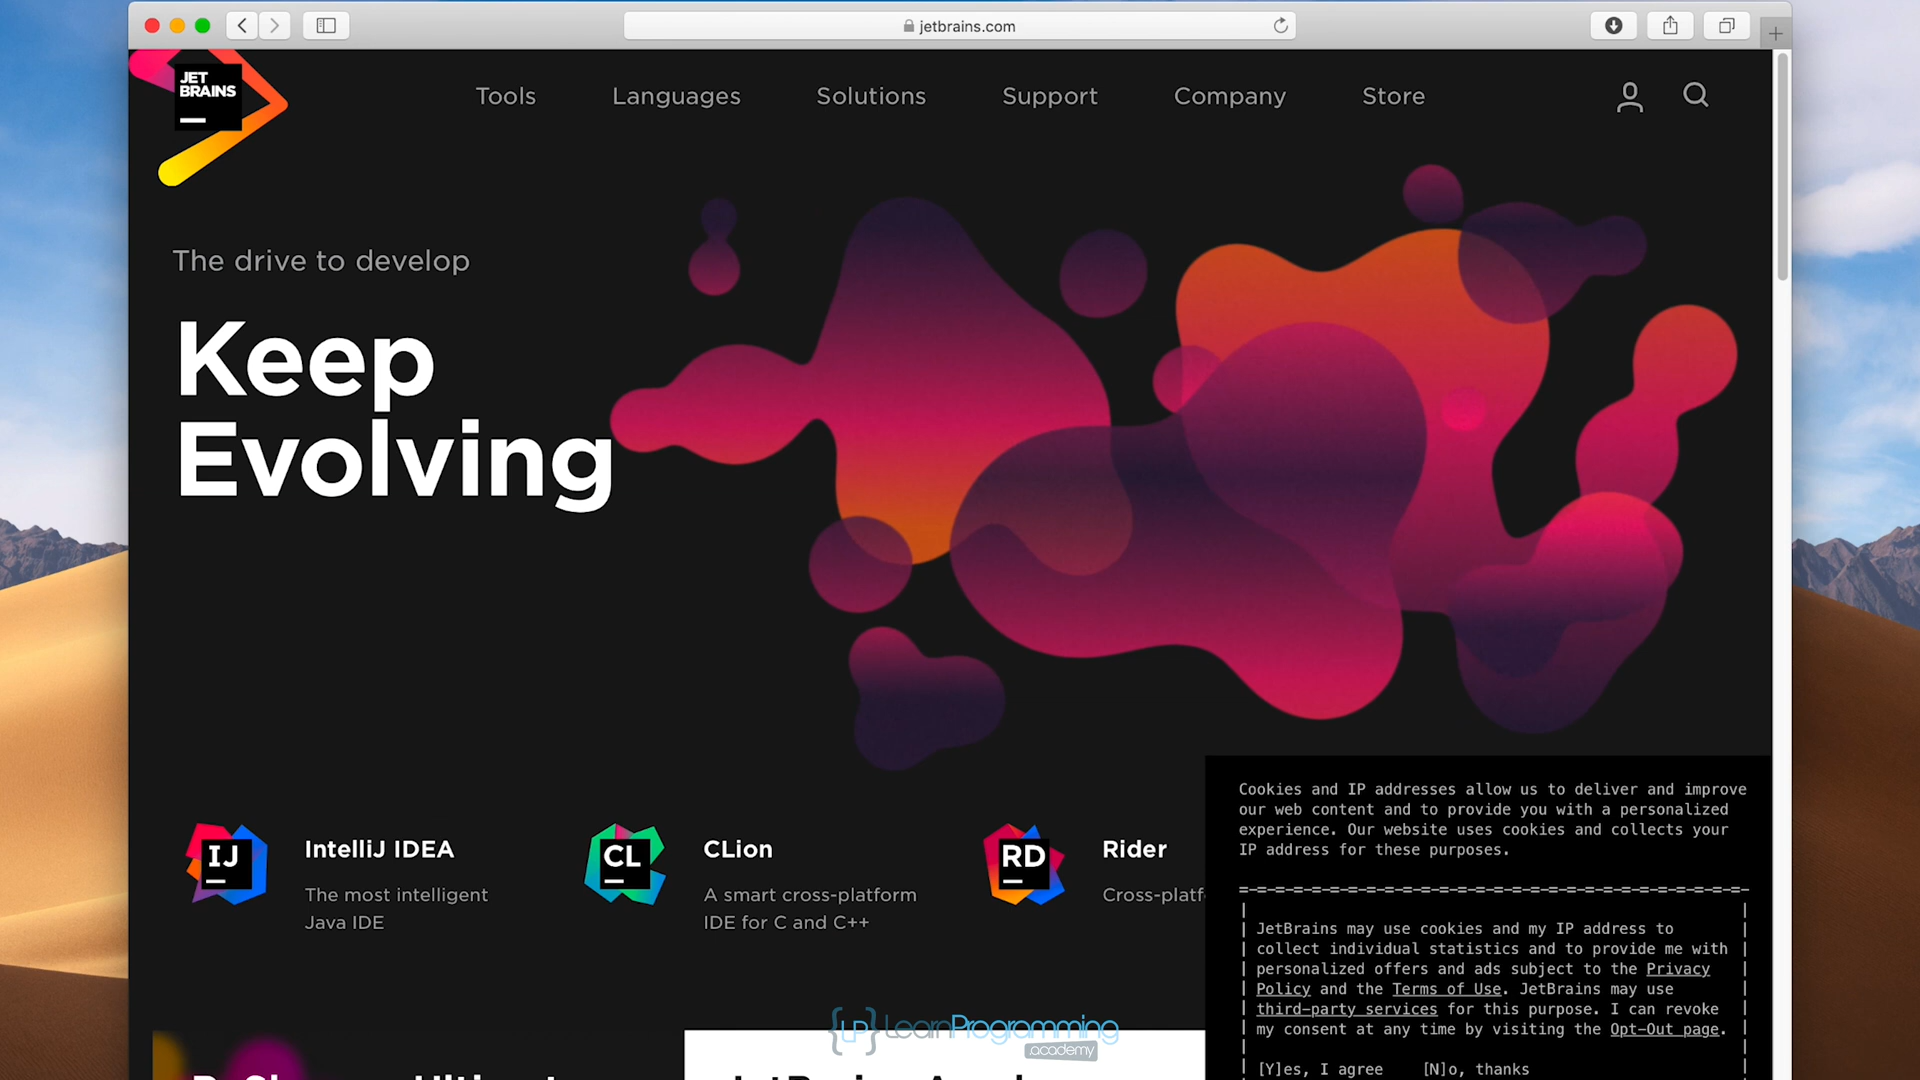 jetbrains.com
JET
BRAINS
Tools Languages Solutions Support Company Store
The drive to develop
Keep
Evolving
IJ
IntelliJ IDEA
The most intelligent
Java IDE
CL
CLion
A smart cross-platform
IDE for C and C++
RD
Rider
Cookies and IP addresses allow us to deliver and improve
our web content and to provide you with a personalized
experience. Our website uses cookies and collects your
IP address for these purposes.
JetBrains may use cookies and my IP address to
collect individual statistics and to provide me with
personalized offers and ads subject to the Privacy
Policy and the Terms of Use. JetBrains may use
third-party services for this purpose. I can revoke
my consent at any time by visiting the Opt-Out page.
[Y]es, I agree [N]o, thanks
{LP} LearnProgramming
.academy